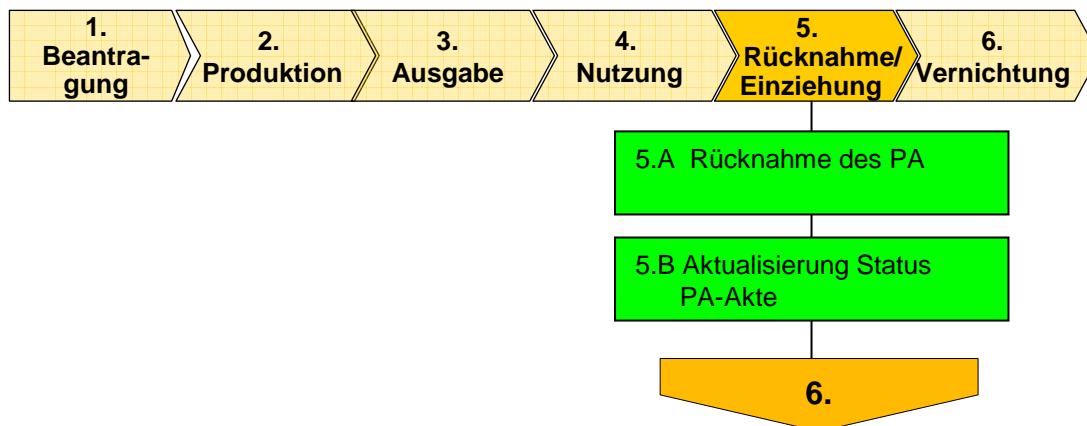 1.
Beantra-
gung
2.
Produktion
3.
Ausgabe
4.
Nutzung
5.
Rücknahme/
Einziehung
6.
Vernichtung
5.A Rücknahme des PA
5.B Aktualisierung Status
PA-Akte
6.